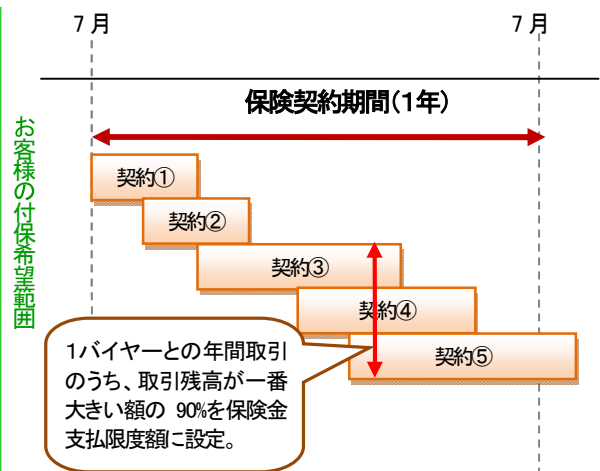 7月
7月
保険契約期間(1年)
お客様の付保希望範囲
契約①
契約②
契約③
契約④
契約⑤
1バイヤーとの年間取引
のうち、取引残高が一番
大きい額の 90%を保険金
支払限度額に設定。